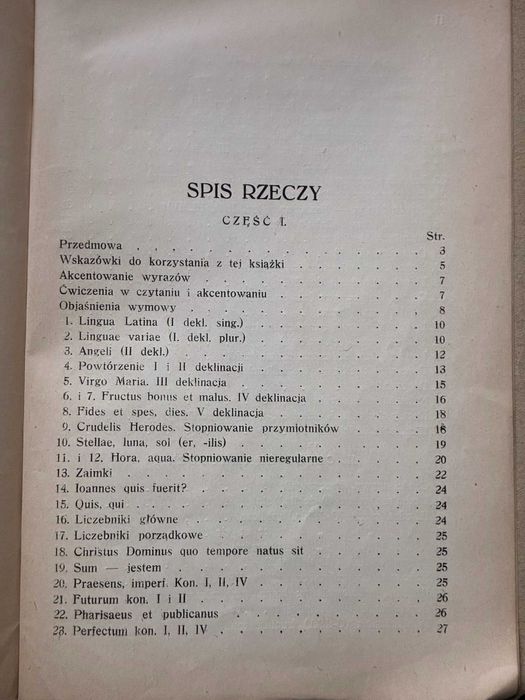 SPIS RZECZY
CZĘŚĆ I.
Str.
Przedmowa . . . . . . . . . . . . . . 3
Wskazówki do korzystania z tej książki . . . . . . . 5
Akcentowanie wyrazów . . . . . . . . . . . 7
Ćwiczenia w czytaniu i akcentowaniu . . . . . . . 7
Objaśnienia wymowy . . . . . . . . . . . . 8
1. Lingua Latina (I dekl. sing.) . . . . . . . . 10
2. Linguae variae (I. dekl. plur.) . . . . . . . . 10
3. Angeli (II dekl.) . . . . . . . . . . . . 12
4. Powtórzenie I i II deklinacji . . . . . . . . 13
5. Virgo Maria. III deklinacja . . . . . . . . . 15
6. i 7. Fructus bonus et malus. IV deklinacja . . . . . 16
8. Fides et spes, dies. V deklinacja . . . . . . . 18
9. Crudelis Herodes. Stopniowanie przymiotników . . . . 18
10. Stellae, luna, sol (er, -ilis) . . . . . . . . 19
11. i 12. Hora, aqua. Stopniowanie nieregularne . . . . 20
13. Zaimki . . . . . . . . . . . . . . 22
14. Ioannes quis fuerit? . . . . . . . . . . 24
15. Quis, qui . . . . . . . . . . . . . 24
16. Liczebniki główne . . . . . . . . . . . 24
17. Liczebniki porządkowe . . . . . . . . . . 25
18. Christus Dominus quo tempore natus sit . . . . . 25
19. Sum — jestem . . . . . . . . . . . . 25
20. Praesens, imperf. Kon. I, II, IV . . . . . . . . 25
21. Futurum kon. I i II . . . . . . . . . . 26
22. Pharisaeus et publicanus . . . . . . . . . 26
23. Perfectum kon. I, II, IV . . . . . . . . . 27